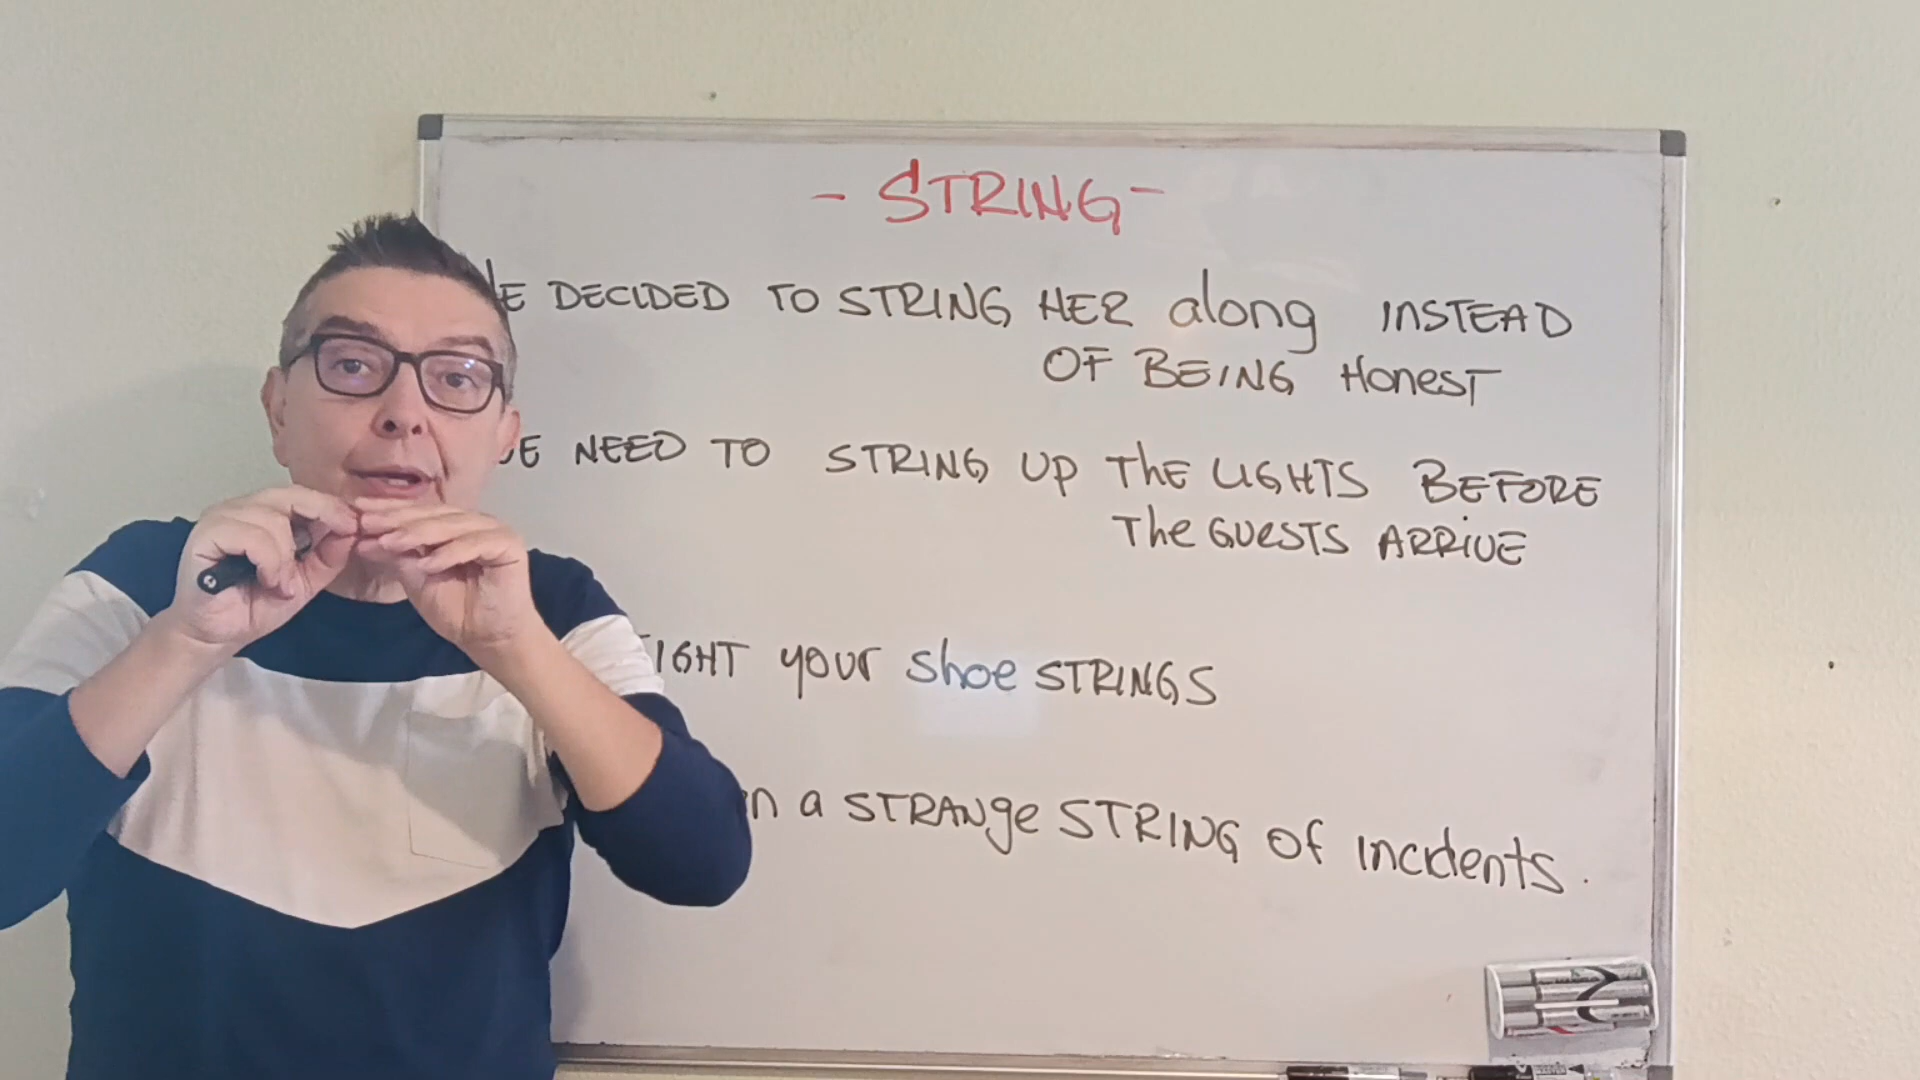 - STRING -
DECIDED TO STRING HER along INSTEAD
OF BEING HONEST
NEED TO STRING UP THE LIGHTS BEFORE
THE GUESTS ARRIVE
your shoe STRINGS
a STRANGE STRING OF incidents.